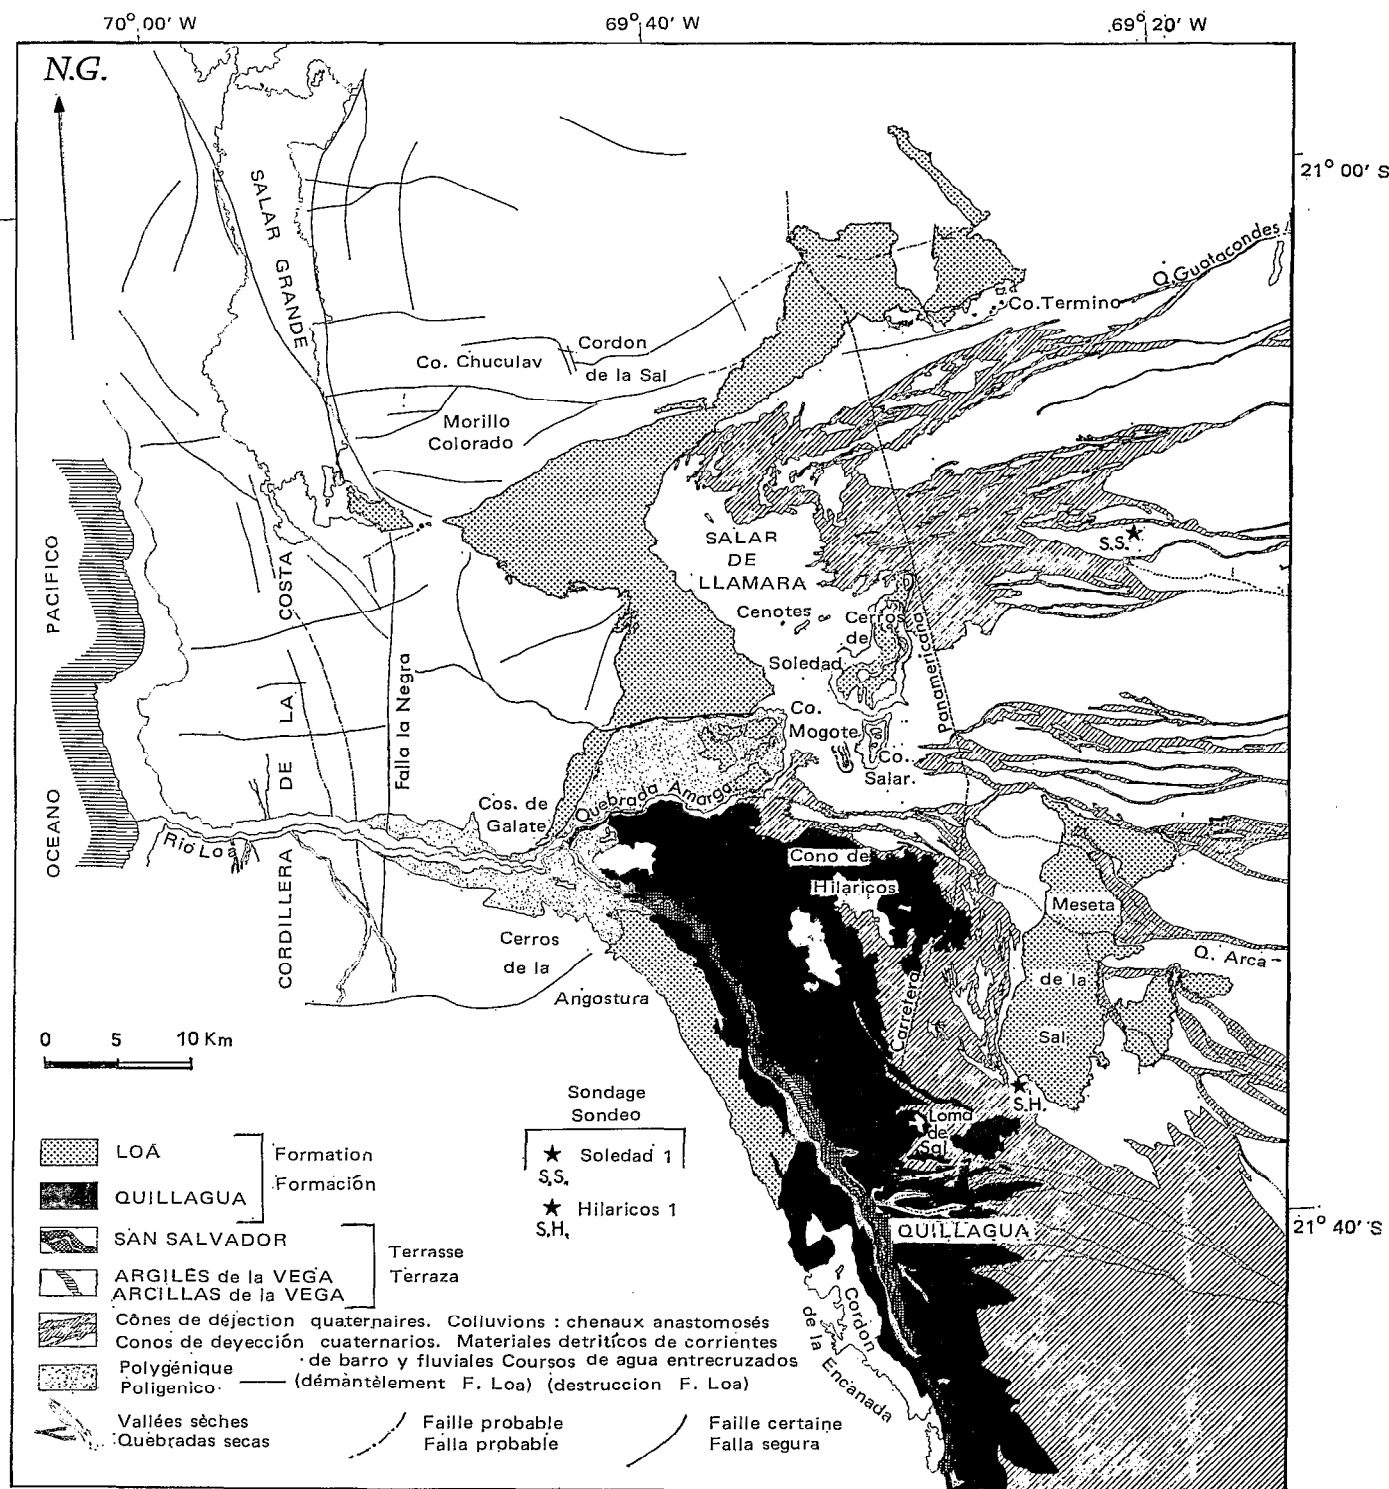 70° 00' W
69° 40' W
69° 20' W
N.G.
21° 00' S
SALAR GRANDE
Q. Guatacondes
Co. Termino
Cordon
de la Sal
Co. Chuculav
Morillo
Colorado
SALAR
DE
LLAMARA
S.S.
Cenotes
Cerros
de
Soledad
Panamericana
PACIFICO
OCEANO
CORDILLERA DE LA COSTA
Falla la Negra
Co.
Mogote
Co.
Salar.
Cos. de
Galate
Quebrada Amarga
Rio Loa
Cono de
Hilaricos
Meseta
de la
Sal
Q. Arca
Cerros
de la
Angostura
Carretera
0 5 10 Km
S.H.
Loma
de
Sal
Sondage
Sondeo
Soledad 1
S.S.
Hilaricos 1
S.H.
QUILLAGUA
21° 40' S
Cordon
de la Encanada
LOA
QUILLAGUA
Formation
Formación
SAN SALVADOR
ARGILES de la VEGA
ARCILLAS de la VEGA
Terrasse
Terraza
Cônes de déjection quaternaires. Colluvions : chenaux anastomosés
Conos de deyección cuaternarios. Materiales detriticos de corrientes
de barro y fluviales Coursos de agua entrecruzados
Polygénique
Poligenico
(démantèlement F. Loa) (destruccion F. Loa)
Vallées sèches
Quebradas secas
Faille probable
Falla probable
Faille certaine
Falla segura